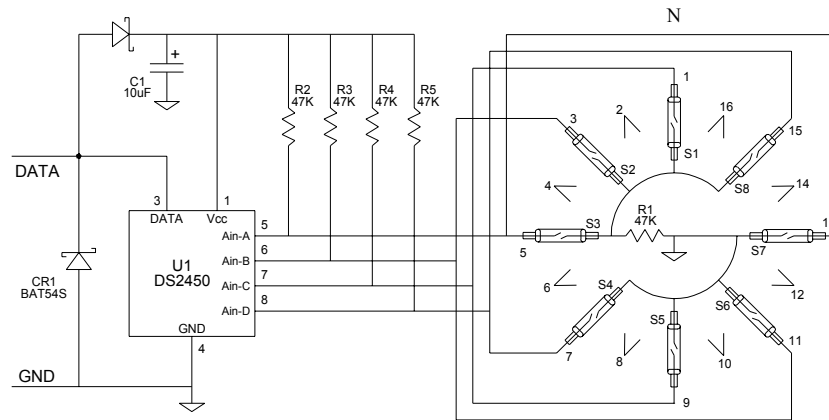 N
R2
47K
R3
47K
R4
47K
R5
47K
C1
10uF
+
DATA
3
1
DATA
Vcc
U1
DS2450
Ain-A
Ain-B
Ain-C
Ain-D
5
6
7
8
GND
4
CR1
BAT54S
GND
1
2
16
3
15
S1
S2
S8
4
14
S3
R1
47K
S7
5
1
6
S4
S6
12
S5
7
8
10
11
9